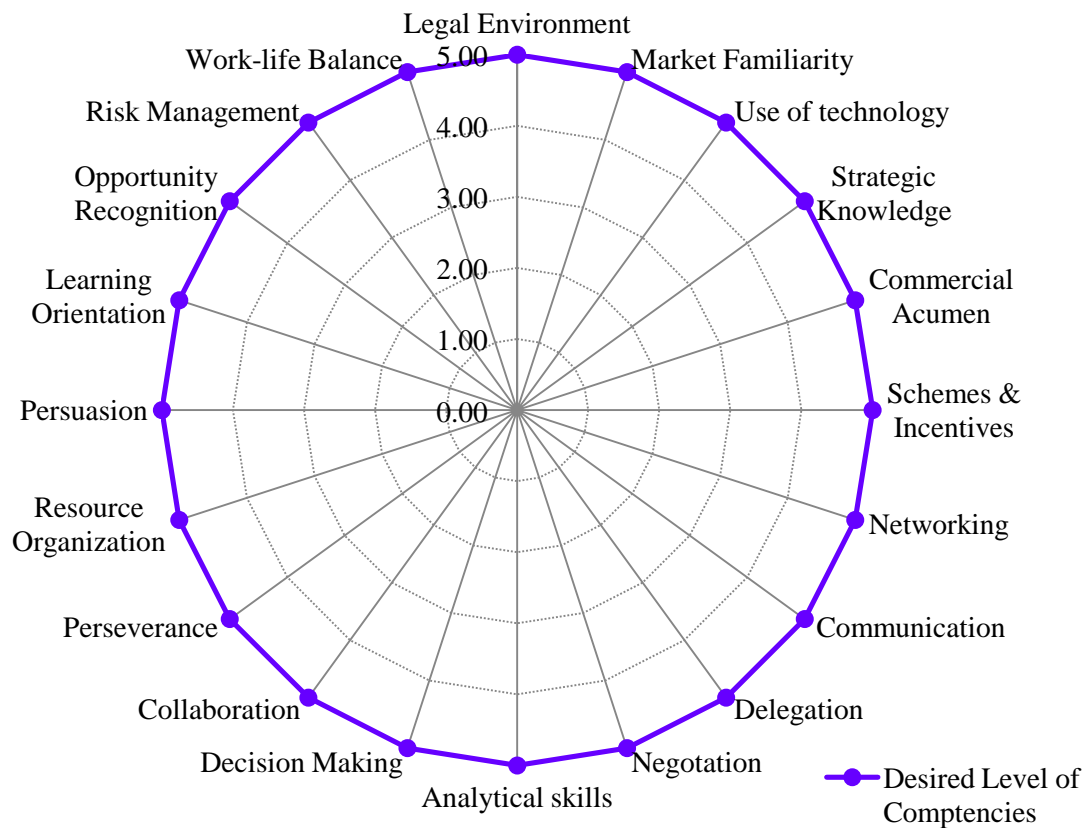 Legal Environment
Market Familiarity
Use of technology
Strategic
Knowledge
Commercial
Acumen
Schemes &
Incentives
Networking
Communication
Delegation
Negotation
Analytical skills
Decision Making
Collaboration
Perseverance
Resource
Organization
Persuasion
Learning
Orientation
Opportunity
Recognition
Risk Management
Work-life Balance
5.00
4.00
3.00
2.00
1.00
0.00
Desired Level of
Comptencies